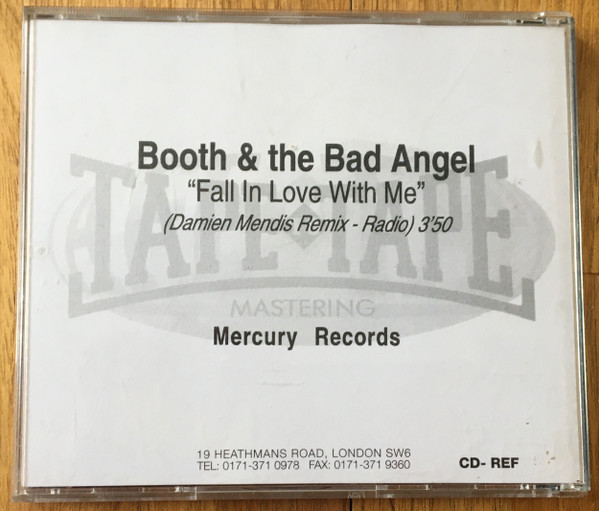 Booth & the Bad Angel
“Fall In Love With Me”
(Damien Mendis Remix - Radio) 3'50
TAPE TO TAPE
MASTERING
Mercury Records
19 HEATHMANS ROAD, LONDON SW6
TEL: 0171-371 0978 FAX: 0171-371 9360
CD- REF